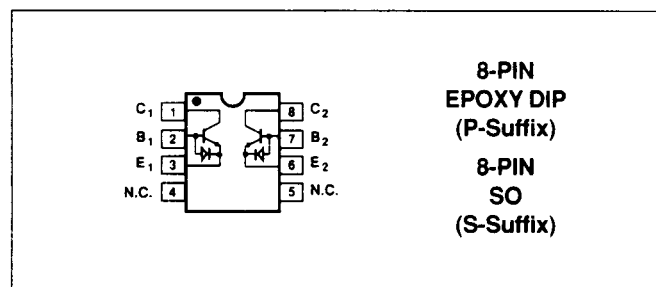 C1 1 8 C2
B1 2 7 B2
E1 3 6 E2
N.C. 4 5 N.C.
8-PIN
EPOXY DIP
(P-Suffix)
8-PIN
SO
(S-Suffix)